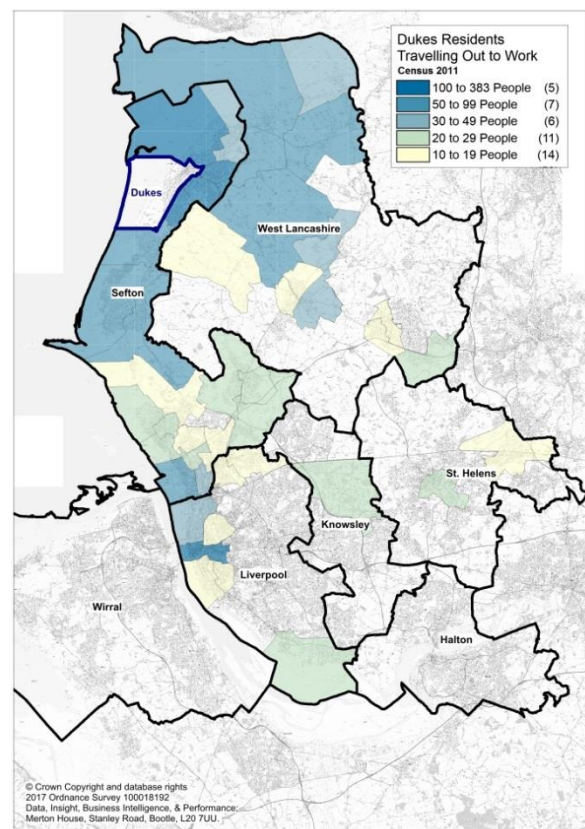 Dukes Residents
Travelling Out to Work
Census 2011
100 to 383 People (5)
50 to 99 People (7)
30 to 49 People (6)
20 to 29 People (11)
10 to 19 People (14)
Dukes
West Lancashire
Sefton
St. Helens
Knowsley
Liverpool
Wirral
Halton
© Crown Copyright and database rights
2017 Ordnance Survey 100018192
Data, Insight, Business Intelligence, & Performance:
Merton House, Stanley Road, Bootle, L20 7UU.